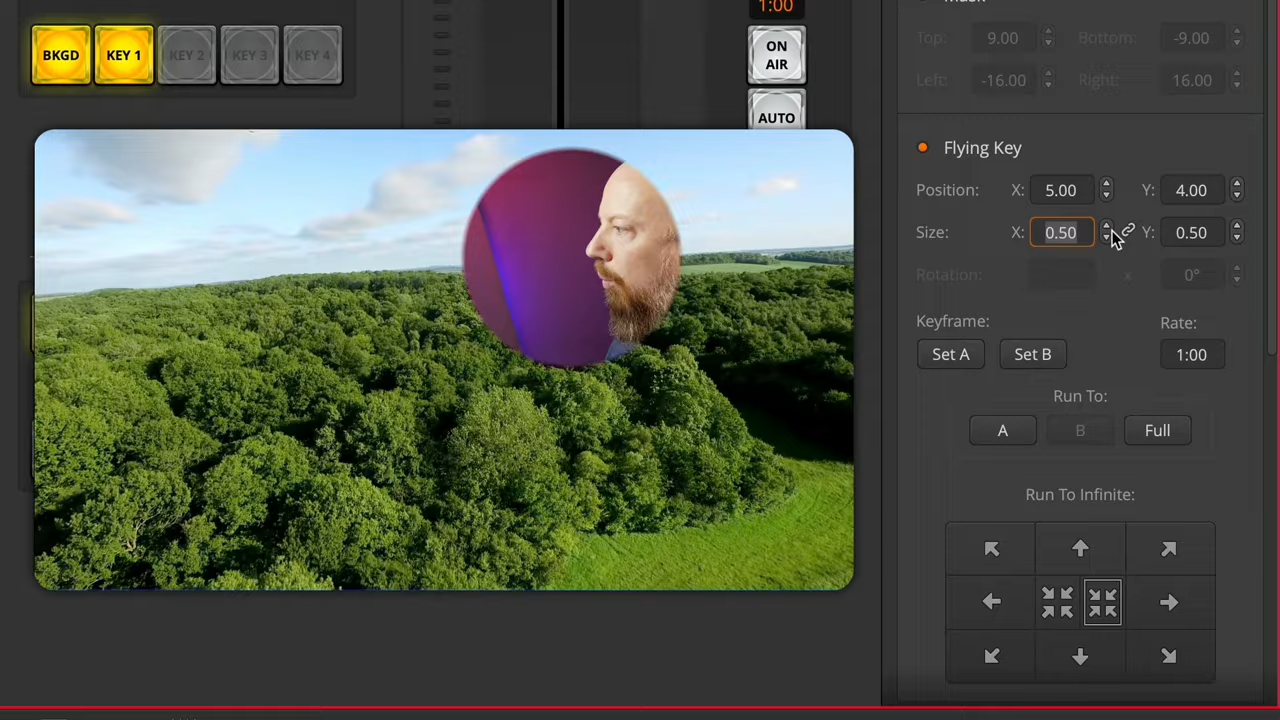 1:00
BKGD
KEY 1
KEY 2
KEY 3
KEY 4
ON
AIR
AUTO
Mask
Top: 9.00 Bottom: -9.00
Left: -16.00 Right: 16.00
Flying Key
Position: X: 5.00 Y: 4.00
Size: X: 0.50 Y: 0.50
Rotation: x 0°
Keyframe: Rate:
Set A Set B 1:00
Run To:
A B Full
Run To Infinite: